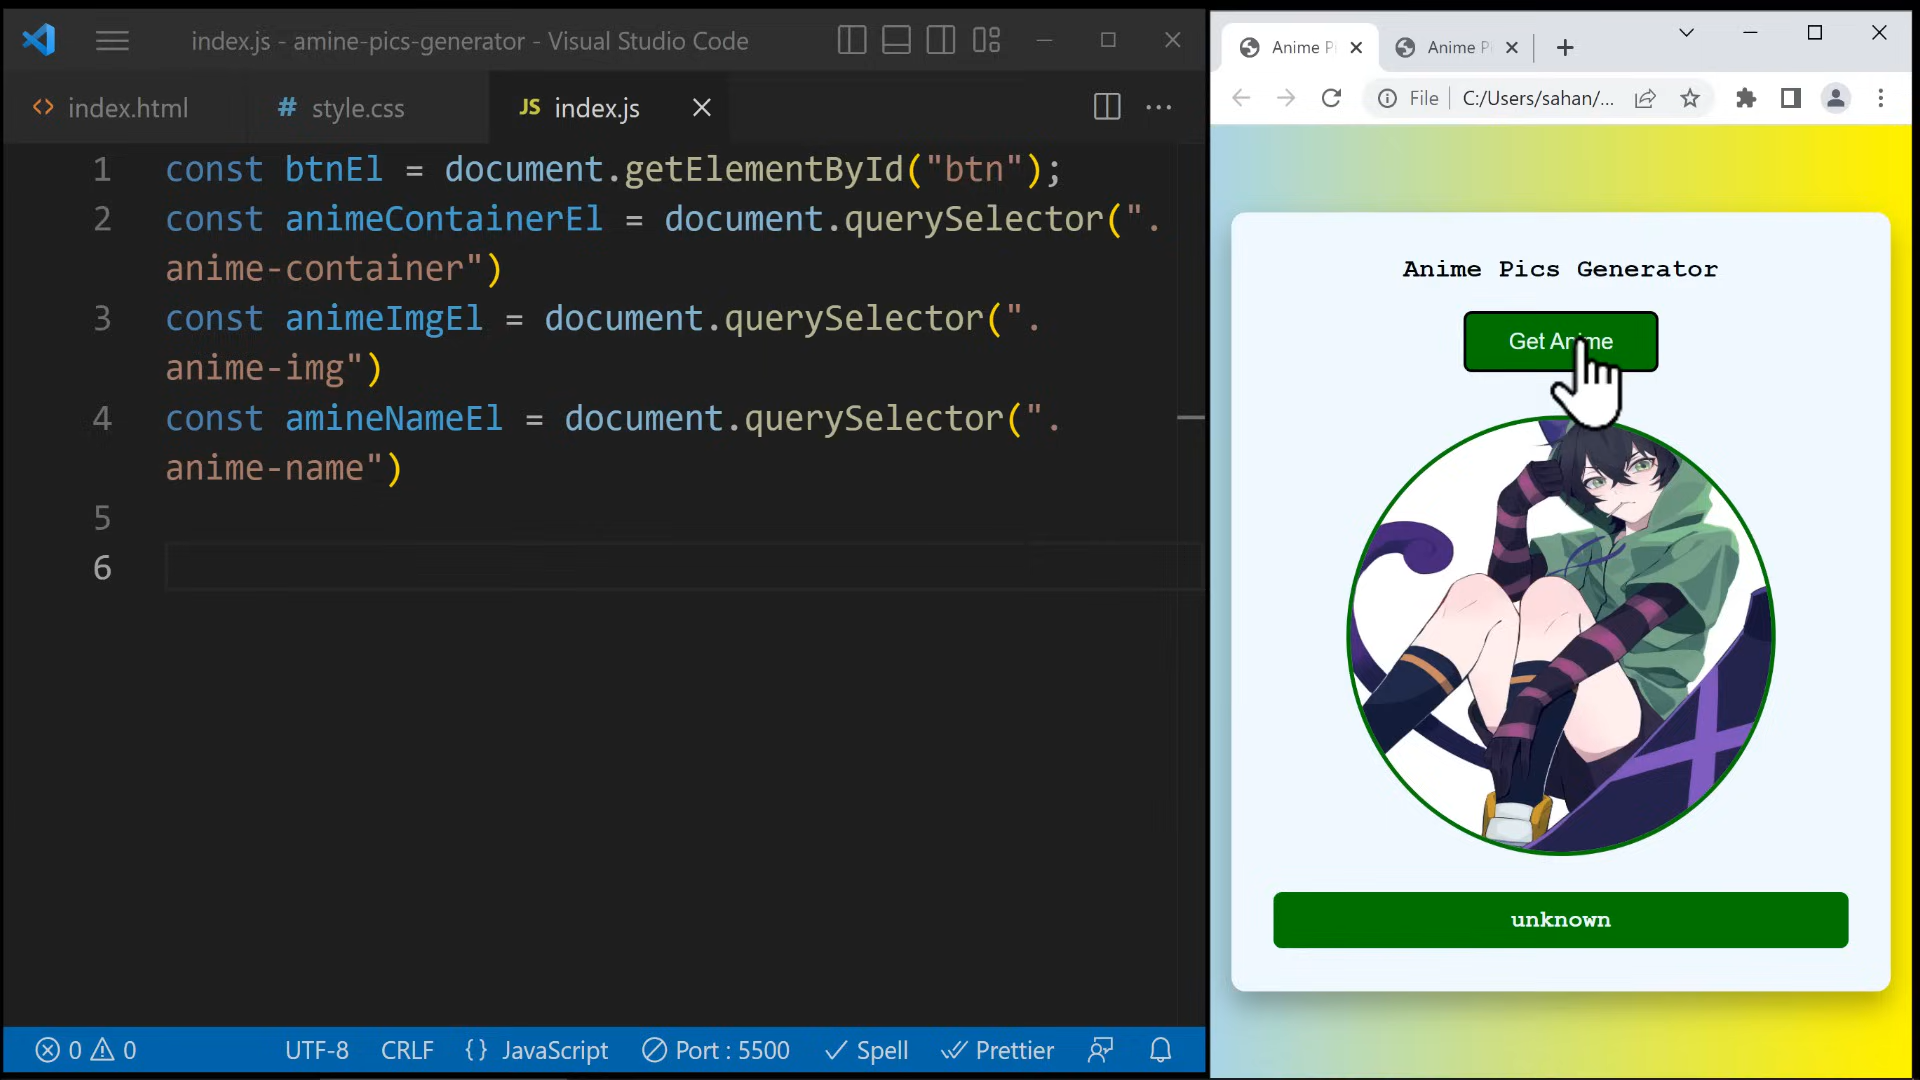 index.js - amine-pics-generator - Visual Studio Code
index.html
style.css
JS index.js
1 const btnEl = document.getElementById("btn");
2 const animeContainerEl = document.querySelector(".
anime-container")
3 const animeImgEl = document.querySelector(".
anime-img")
4 const amineNameEl = document.querySelector(".
anime-name")
5
6
0 0 UTF-8 CRLF {} JavaScript Port : 5500 Spell Prettier
Anime P
Anime P
File C:/Users/sahan/...
Anime Pics Generator
Get Anime
unknown